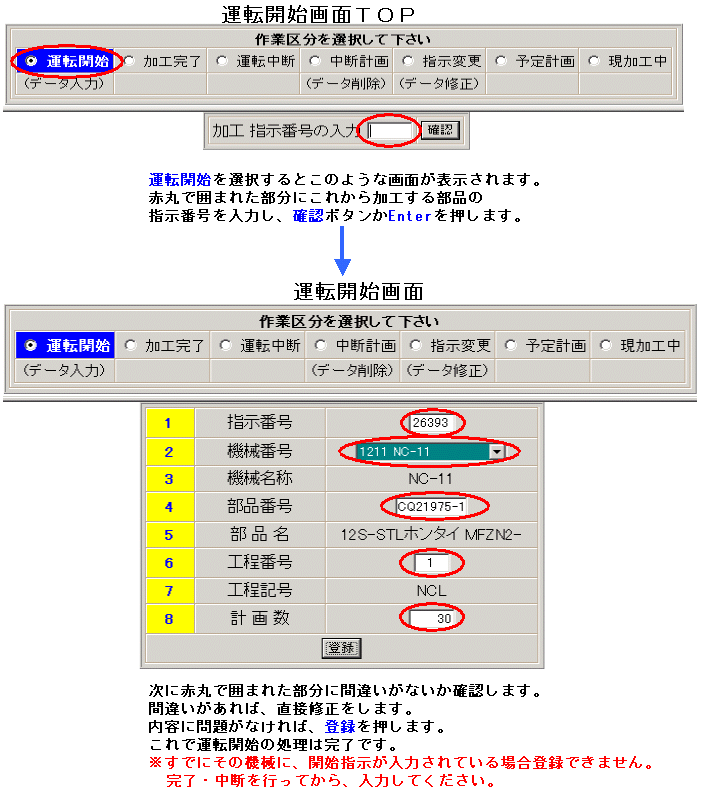 運転開始画面ＴＯＰ
作業区分を選択して下さい
運転開始 加工完了 運転中断 中断計画 指示変更 予定計画 現加工中
(データ入力) (データ削除) (データ修正)
加工 指示番号の入力 確認
運転開始を選択するとこのような画面が表示されます。
赤丸で囲まれた部分にこれから加工する部品の
指示番号を入力し、確認ボタンかEnterを押します。
運転開始画面
作業区分を選択して下さい
運転開始 加工完了 運転中断 中断計画 指示変更 予定計画 現加工中
(データ入力) (データ削除) (データ修正)
1 指示番号 26393
2 機械番号 1211 NC-11
3 機械名称 NC-11
4 部品番号 CQ21975-1
5 部 品 名 12S-STLホンタイ MFZN2-
6 工程番号 1
7 工程記号 NCL
8 計 画 数 30
登録
次に赤丸で囲まれた部分に間違いがないか確認します。
間違いがあれば、直接修正をします。
内容に問題がなければ、登録を押します。
これで運転開始の処理は完了です。
※すでにその機械に、開始指示が入力されている場合登録できません。
完了・中断を行ってから、入力してください。